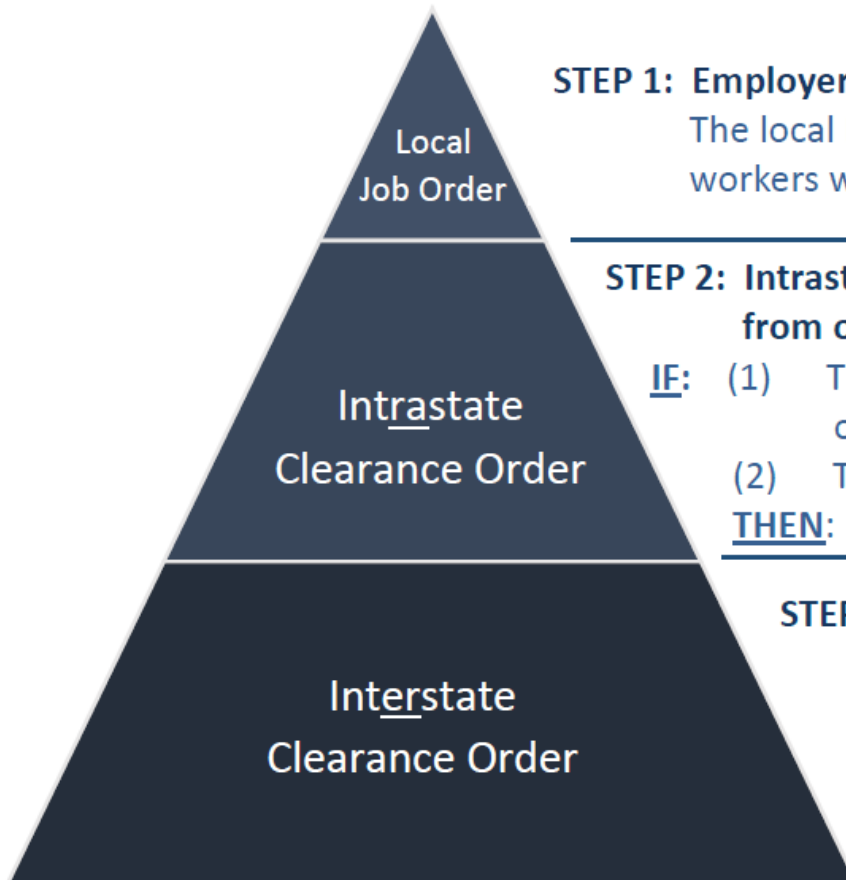 Local
Job Order
STEP 1: Employer
The local
workers w
Intrastate
Clearance Order
STEP 2: Intrast
from o
IF: (1) T
o
(2) T
THEN:
Interstate
Clearance Order
STEP